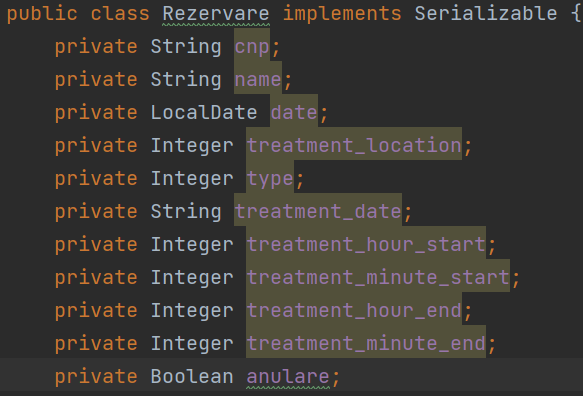 public class Rezervare implements Serializable {
private String cnp;
private String name;
private LocalDate date;
private Integer treatment_location;
private Integer type;
private String treatment_date;
private Integer treatment_hour_start;
private Integer treatment_minute_start;
private Integer treatment_hour_end;
private Integer treatment_minute_end;
private Boolean anulare;